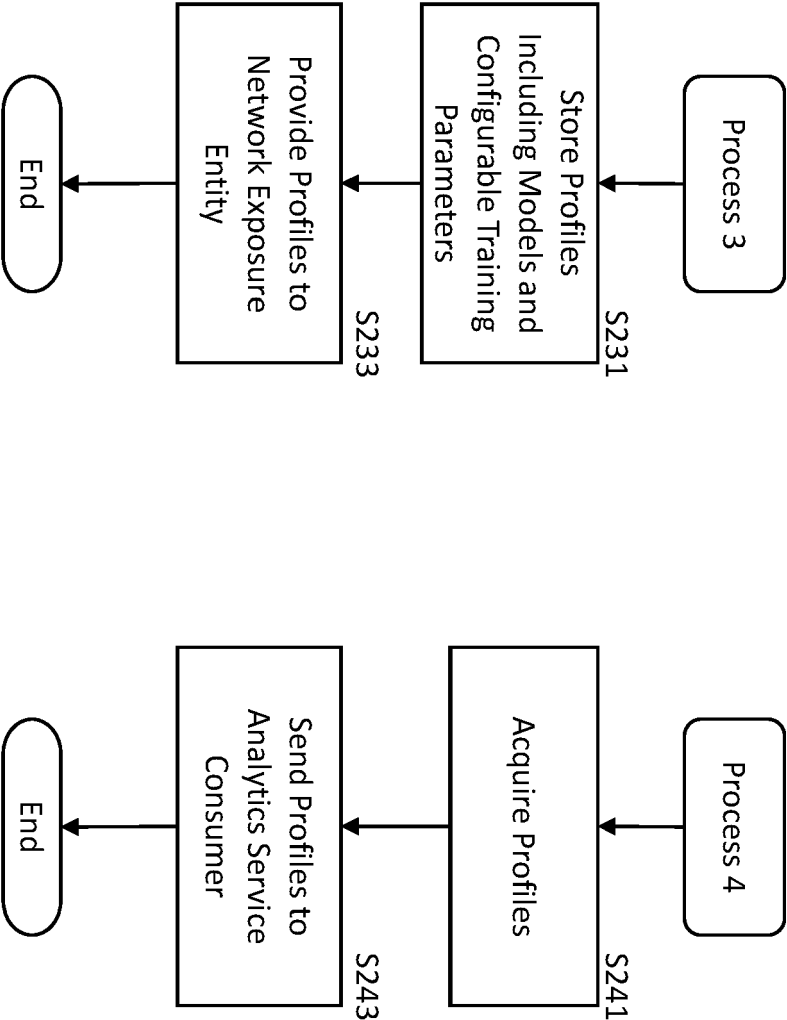 Process 3
S231
Store Profiles
Including Models and
Configurable Training
Parameters
S233
Provide Profiles to
Network Exposure
Entity
End
Process 4
S241
Acquire Profiles
S243
Send Profiles to
Analytics Service
Consumer
End